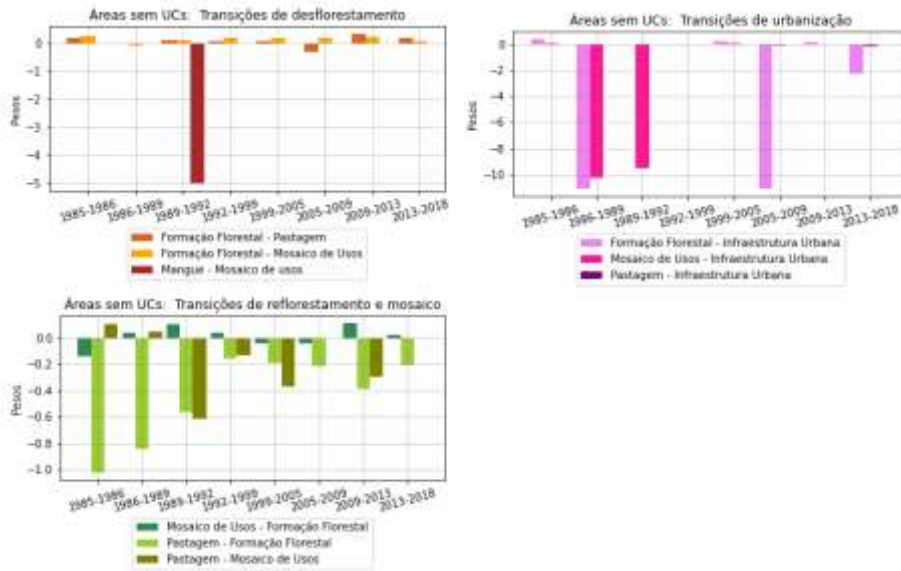 Áreas sem UCs: Transições de desflorestamento
Pesos
0
−1
−2
−3
−4
−5
1985-1986
1986-1989
1989-1992
1992-1999
1999-2005
2005-2009
2009-2013
2013-2018
Formação Florestal - Pastagem
Formação Florestal - Mosaico de Usos
Mangue - Mosaico de usos
Áreas sem UCs: Transições de urbanização
Pesos
0
−2
−4
−6
−8
−10
1985-1986
1986-1989
1989-1992
1992-1999
1999-2005
2005-2009
2009-2013
2013-2018
Formação Florestal - Infraestrutura Urbana
Mosaico de Usos - Infraestrutura Urbana
Pastagem - Infraestrutura Urbana
Áreas sem UCs: Transições de reflorestamento e mosaico
Pesos
0.0
−0.2
−0.4
−0.6
−0.8
−1.0
1985-1986
1986-1989
1989-1992
1992-1999
1999-2005
2005-2009
2009-2013
2013-2018
Mosaico de Usos - Formação Florestal
Pastagem - Formação Florestal
Pastagem - Mosaico de Usos